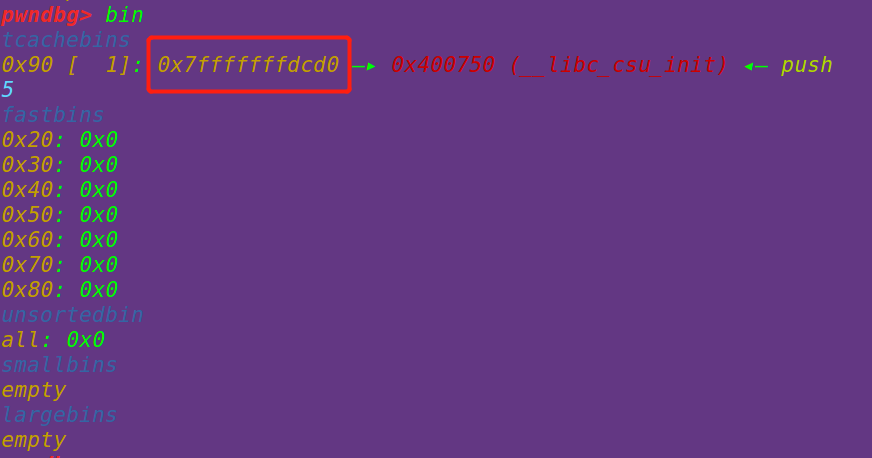 pwndbg> bin
tcachebins
0x90 [  1]: 0x7fffffffdcd0 —▸ 0x400750 (__libc_csu_init) ◂— push
5
fastbins
0x20: 0x0
0x30: 0x0
0x40: 0x0
0x50: 0x0
0x60: 0x0
0x70: 0x0
0x80: 0x0
unsortedbin
all: 0x0
smallbins
empty
largebins
empty